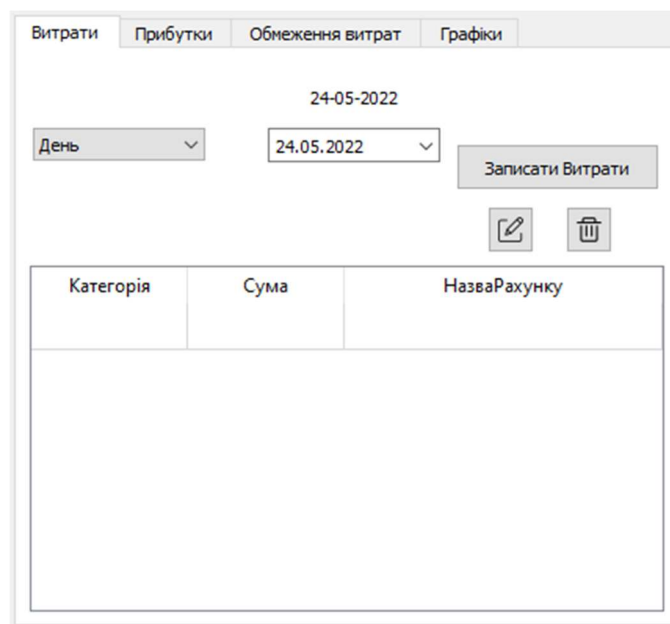 Витрати Прибутки Обмеження витрат Графіки
24-05-2022
День 24.05.2022
Записати Витрати
Категорія Сума НазваРахунку